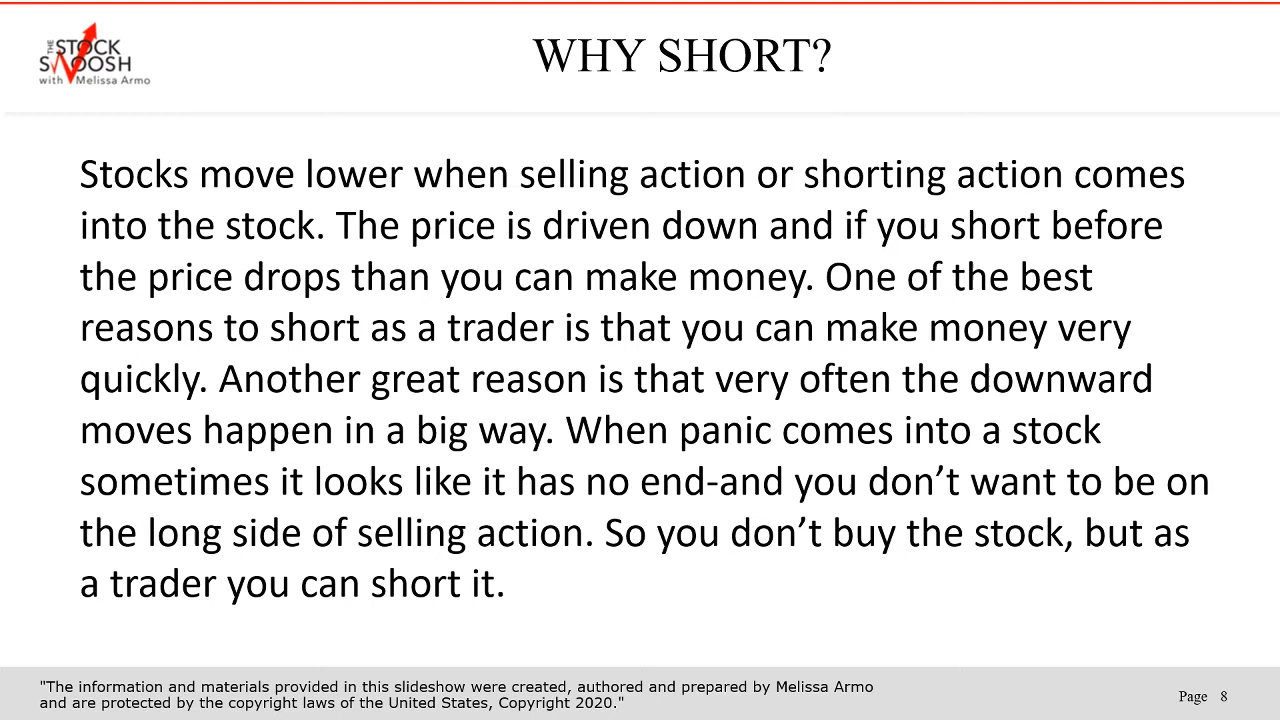 THE
STOCK
SWOOSH
with Melissa Armo
WHY SHORT?
Stocks move lower when selling action or shorting action comes
into the stock. The price is driven down and if you short before
the price drops than you can make money. One of the best
reasons to short as a trader is that you can make money very
quickly. Another great reason is that very often the downward
moves happen in a big way. When panic comes into a stock
sometimes it looks like it has no end-and you don’t want to be on
the long side of selling action. So you don’t buy the stock, but as
a trader you can short it.
"The information and materials provided in this slideshow were created, authored and prepared by Melissa Armo
and are protected by the copyright laws of the United States, Copyright 2020."
Page 8